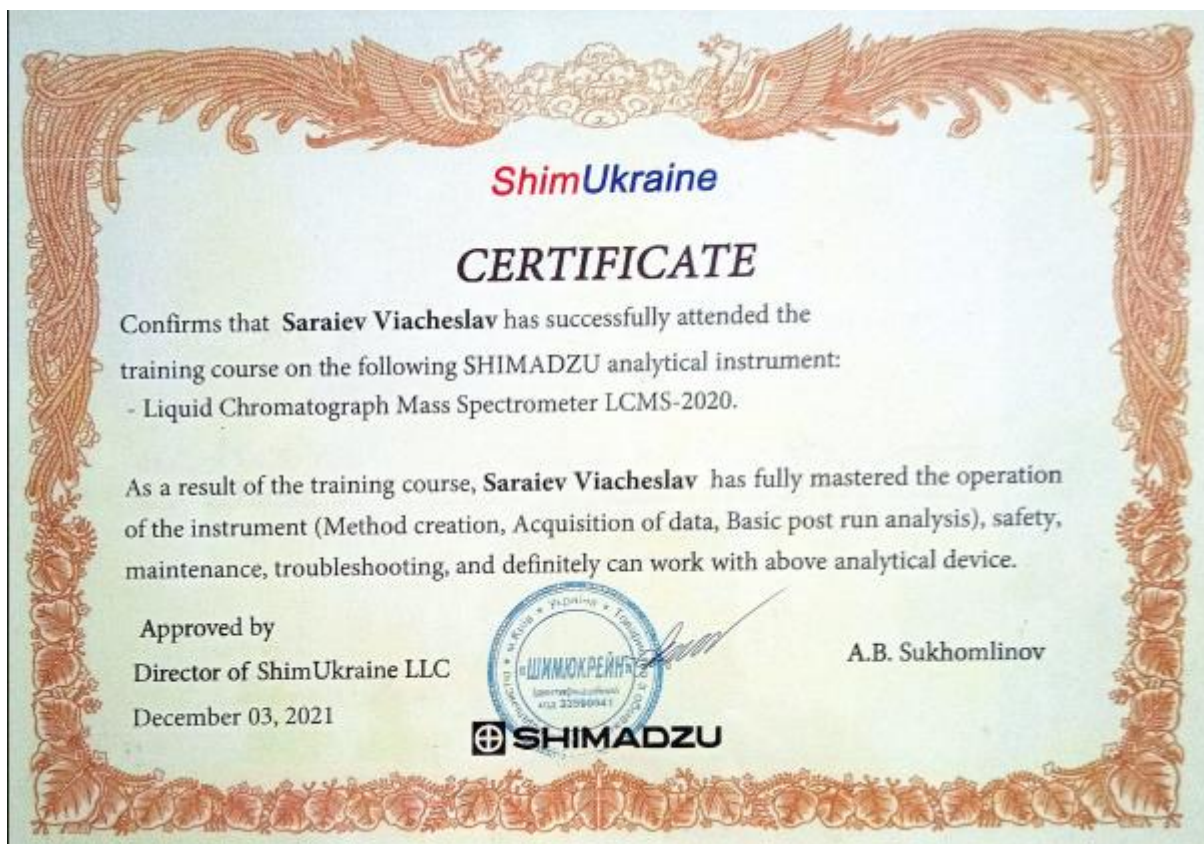 ShimUkraine
CERTIFICATE
Confirms that Saraiev Viacheslav has successfully attended the
training course on the following SHIMADZU analytical instrument:
- Liquid Chromatograph Mass Spectrometer LCMS-2020.
As a result of the training course, Saraiev Viacheslav has fully mastered the operation
of the instrument (Method creation, Acquisition of data, Basic post run analysis), safety,
maintenance, troubleshooting, and definitely can work with above analytical device.
Approved by
Director of ShimUkraine LLC
December 03, 2021
м.Київ * Україна *
"ШИМЮКРЕЙН"
код
A.B. Sukhomlinov
SHIMADZU